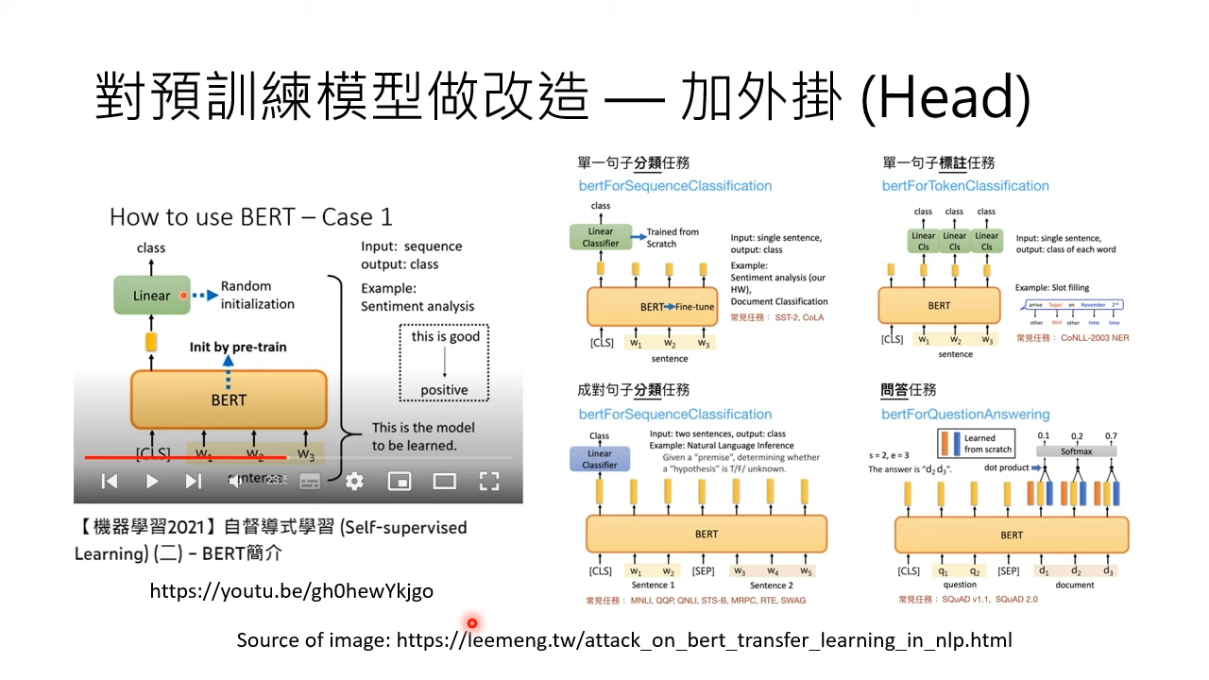 對預訓練模型做改造 — 加外掛 (Head)
How to use BERT – Case 1
class
Linear
Random
initialization
Init by pre-train
BERT
[CLS]
w1
w2
w3
sentence
Input: sequence
output: class
Example:
Sentiment analysis
this is good
positive
This is the model
to be learned.
【機器學習2021】自督導式學習 (Self-supervised
Learning) (二) – BERT簡介
https://youtu.be/gh0hewYkjgo
單一句子分類任務
bertForSequenceClassification
class
Linear
Classifier
Trained from
Scratch
Input: single sentence,
output: class
Example:
Sentiment analysis (our
HW),
Document Classification
BERT
Fine-tune
常見任務： SST-2, CoLA
[CLS]
w1
w2
w3
sentence
單一句子標註任務
bertForTokenClassification
class class class
Linear Linear Linear
Cls Cls Cls
Input: single sentence,
output: class of each word
BERT
Example: Slot filling
arrive Taipei on November 2nd
other dest other time time
常見任務： CoNLL-2003 NER
[CLS]
w1
w2
w3
sentence
成對句子分類任務
bertForSequenceClassification
Class
Linear
Classifier
Input: two sentences, output: class
Example: Natural Language Inference
Given a “premise”, determining whether
a “hypothesis” is T/F/ unknown.
BERT
[CLS] w1 w2 [SEP] w3 w4 w5
Sentence 1 Sentence 2
常見任務： MNLI, QQP, QNLI, STS-B, MRPC, RTE, SWAG
問答任務
bertForQuestionAnswering
Learned
from scratch
0.1 0.2 0.7
Softmax
s = 2, e = 3
The answer is “d2 d3”.
dot product
BERT
[CLS] q1 q2 [SEP] d1 d2 d3
question document
常見任務： SQuAD v1.1, SQuAD 2.0
Source of image: https://leemeng.tw/attack_on_bert_transfer_learning_in_nlp.html